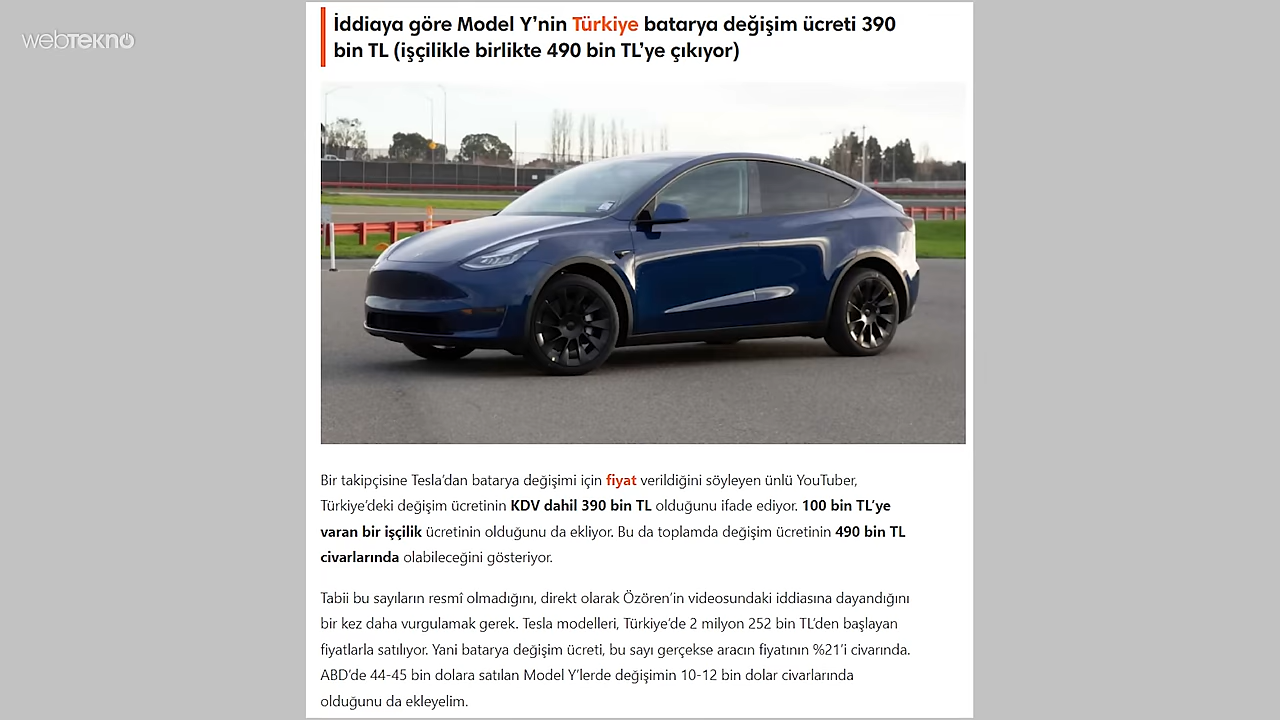 webtekno
İddiaya göre Model Y’nin Türkiye batarya değişim ücreti 390
bin TL (işçilikle birlikte 490 bin TL’ye çıkıyor)
Bir takipçisine Tesla’dan batarya değişimi için fiyat verildiğini söyleyen ünlü YouTuber,
Türkiye’deki değişim ücretinin KDV dahil 390 bin TL olduğunu ifade ediyor. 100 bin TL’ye
varan bir işçilik ücretinin olduğunu da ekliyor. Bu da toplamda değişim ücretinin 490 bin TL
civarlarında olabileceğini gösteriyor.
Tabii bu sayıların resmî olmadığını, direkt olarak Özören’in videosundaki iddiasına dayandığını
bir kez daha vurgulamak gerek. Tesla modelleri, Türkiye’de 2 milyon 252 bin TL’den başlayan
fiyatlarla satılıyor. Yani batarya değişim ücreti, bu sayı gerçekse aracın fiyatının %21’i civarında.
ABD’de 44-45 bin dolara satılan Model Y’lerde değişimin 10-12 bin dolar civarlarında
olduğunu da ekleyelim.